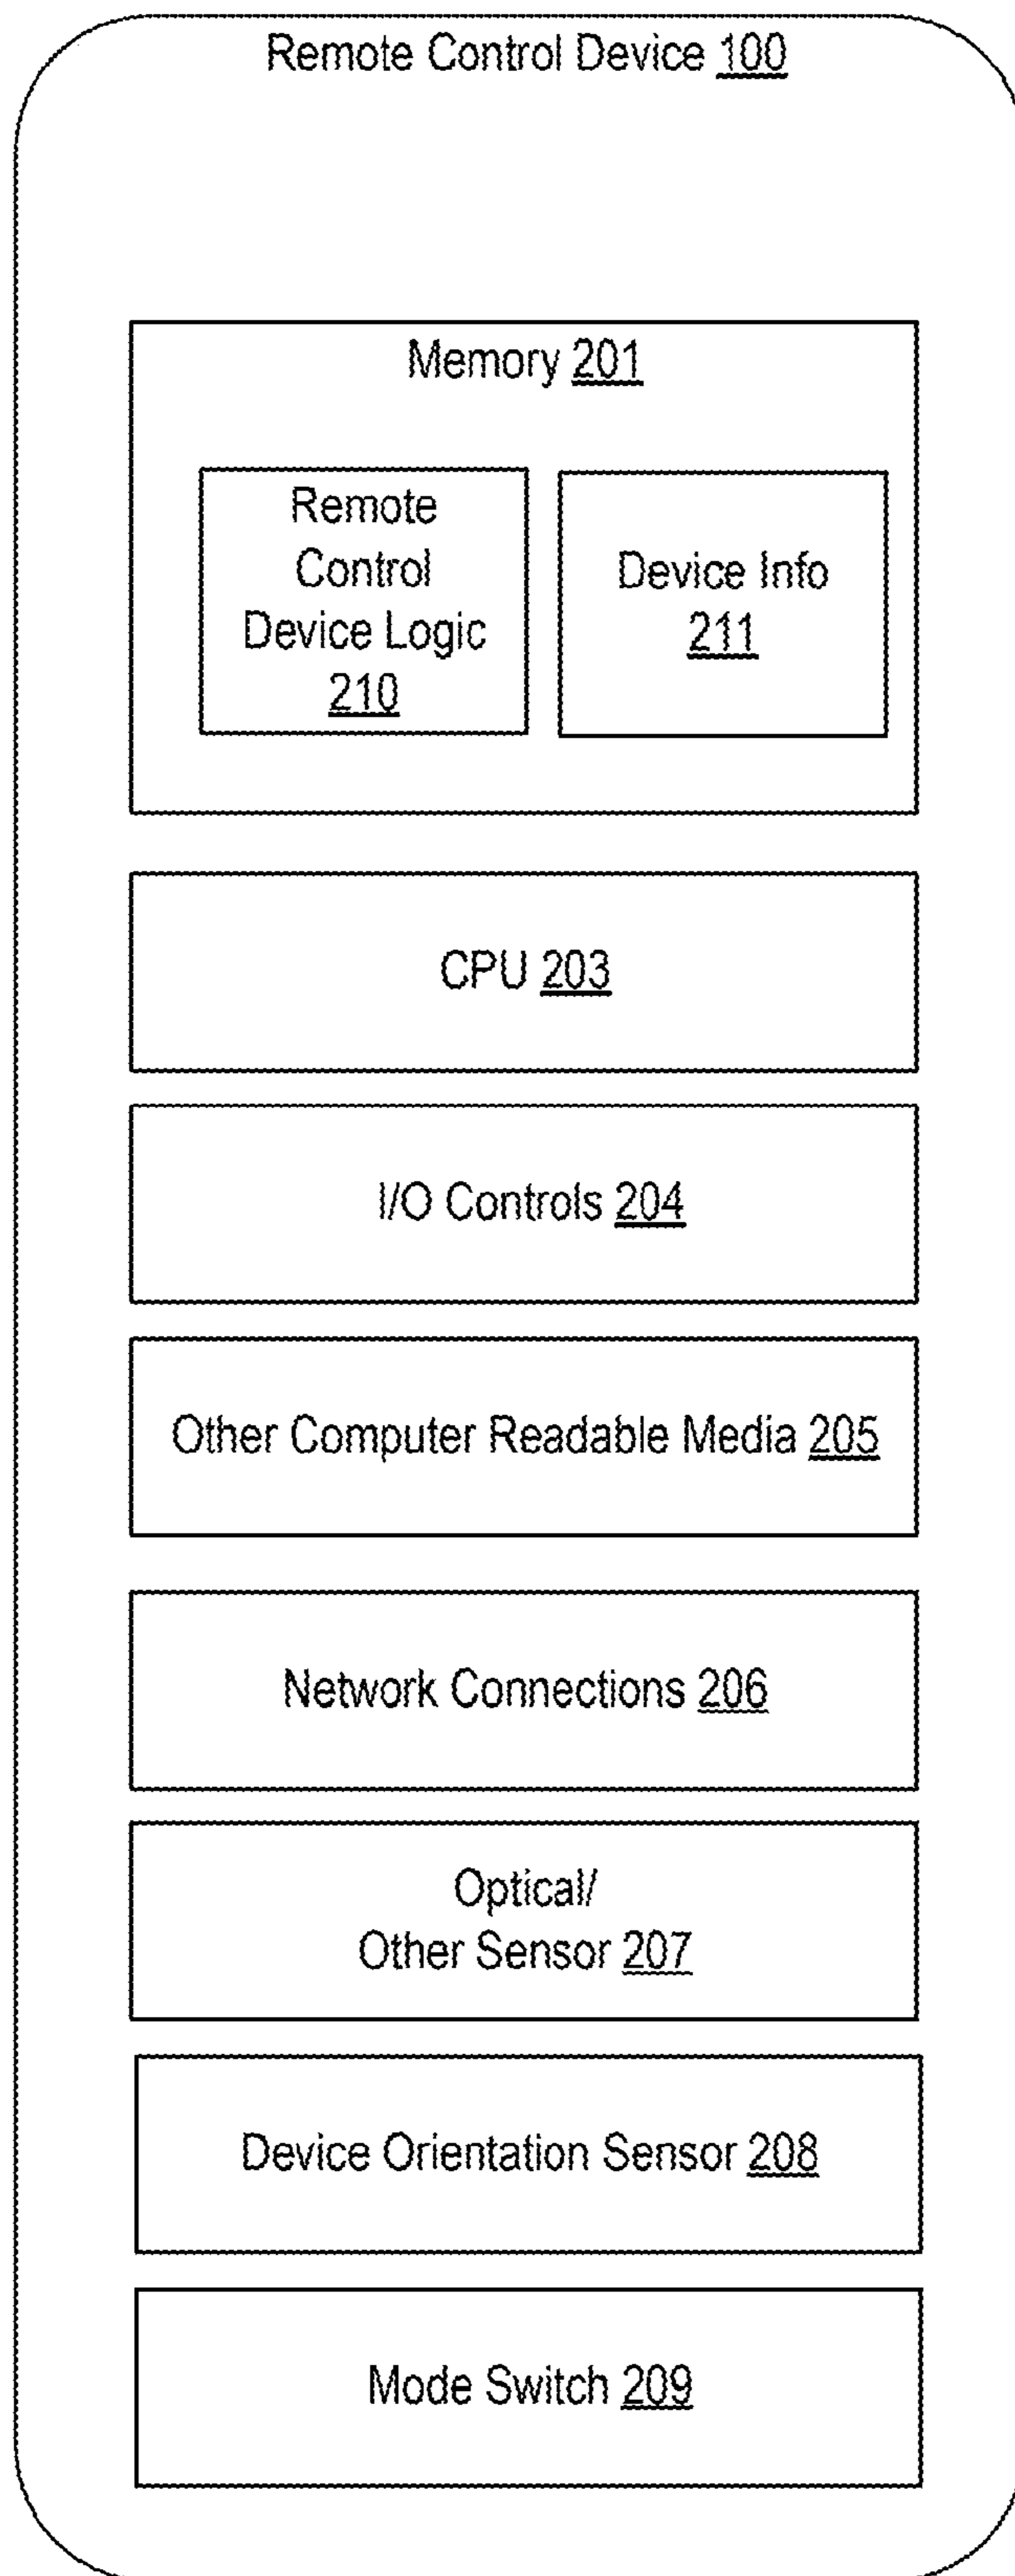 Remote Control Device 100
Memory 201
Remote
Control
Device Logic
210
Device Info
211
CPU 203
I/O Controls 204
Other Computer Readable Media 205
Network Connections 206
Optical/
Other Sensor 207
Device Orientation Sensor 208
Mode Switch 209